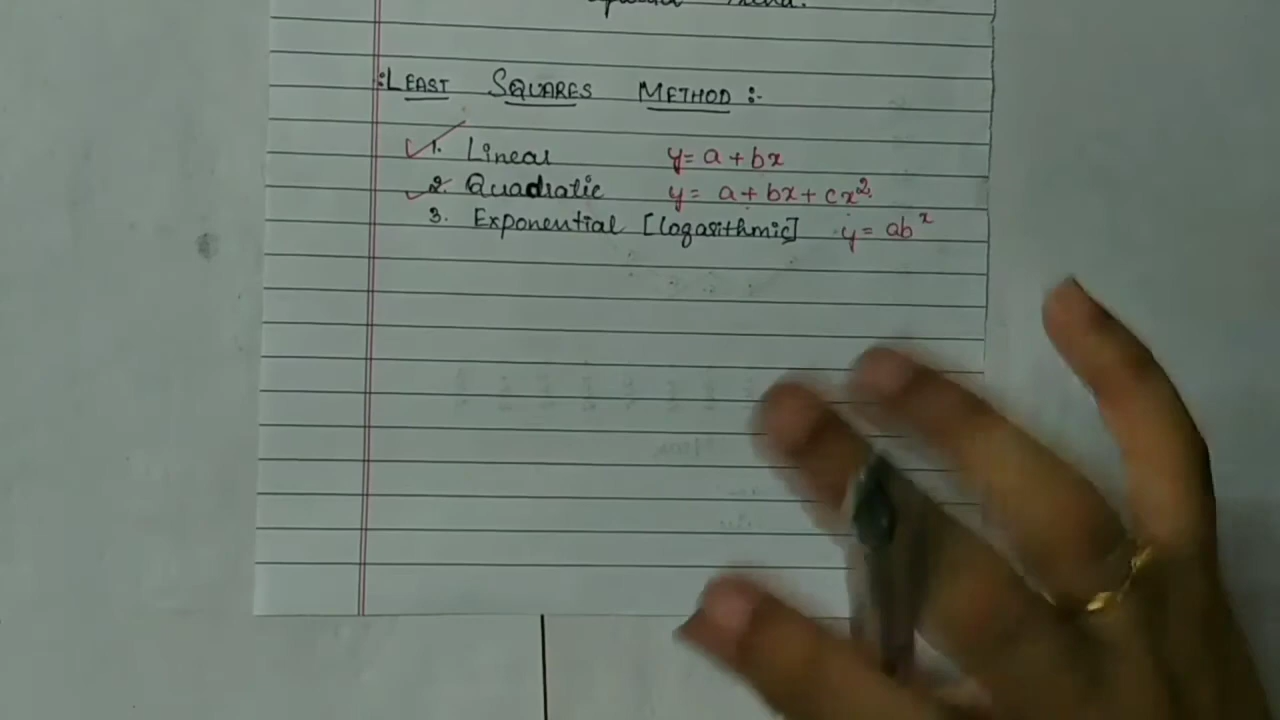 :LEAST SQUARES METHOD :-
1. Linear y = a + bx
2. Quadratic y = a + bx + cx²
3. Exponential [logarithmic] y = ab^x